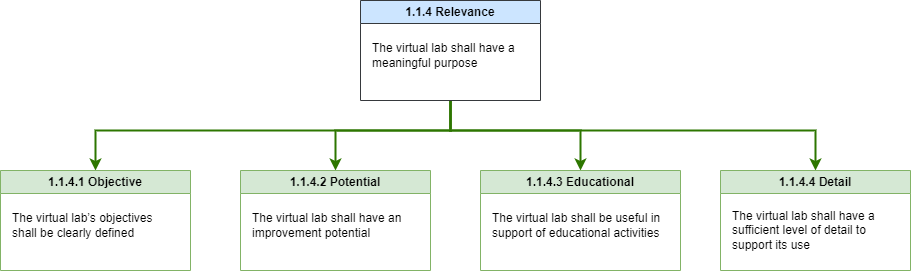 1.1.4 Relevance
The virtual lab shall have a
meaningful purpose
1.1.4.1 Objective
The virtual lab's objectives
shall be clearly defined
1.1.4.2 Potential
The virtual lab shall have an
improvement potential
1.1.4.3 Educational
The virtual lab shall be useful in
support of educational activities
1.1.4.4 Detail
The virtual lab shall have a
sufficient level of detail to
support its use